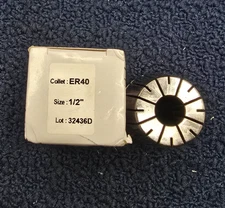 Collet : ER40
Size : 1/2"
Lot : 32436D